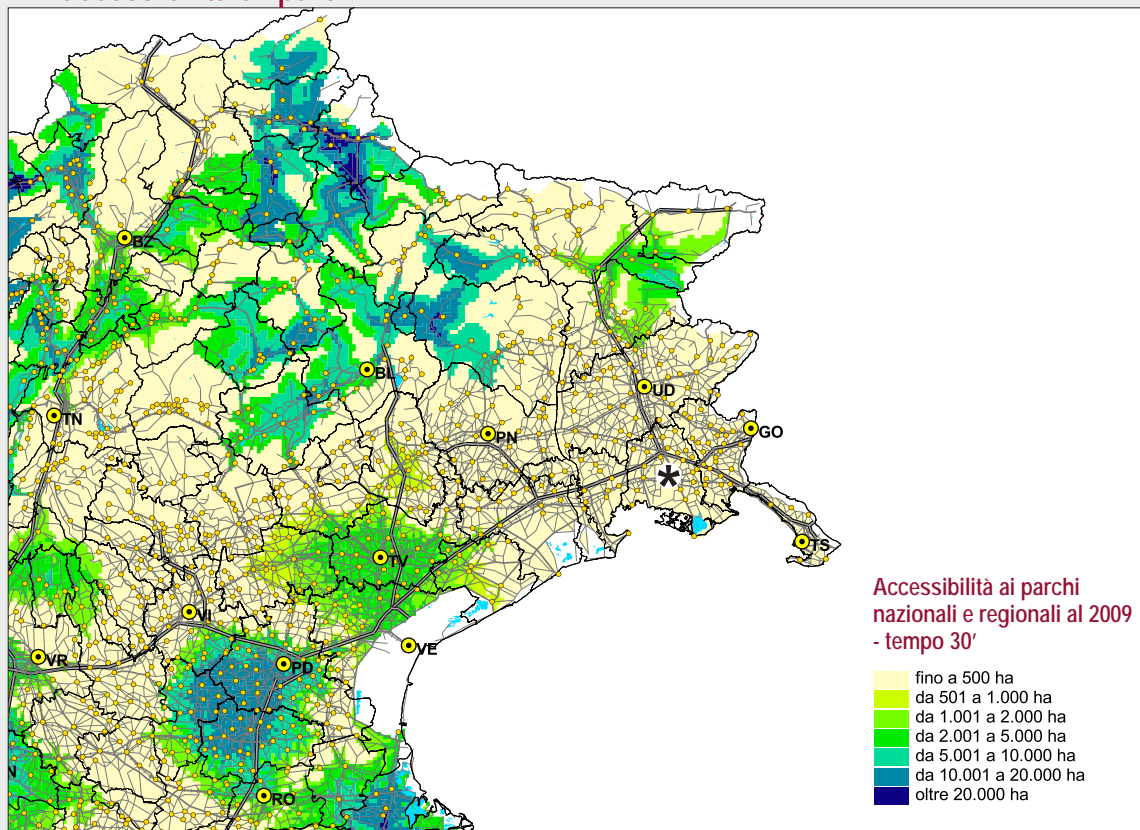 BZ
BL
TN
UD
PN
GO
*
TS
TV
VI
VE
VR
PD
RO
N
Accessibilità ai parchi
nazionali e regionali al 2009
- tempo 30'
fino a 500 ha
da 501 a 1.000 ha
da 1.001 a 2.000 ha
da 2.001 a 5.000 ha
da 5.001 a 10.000 ha
da 10.001 a 20.000 ha
oltre 20.000 ha